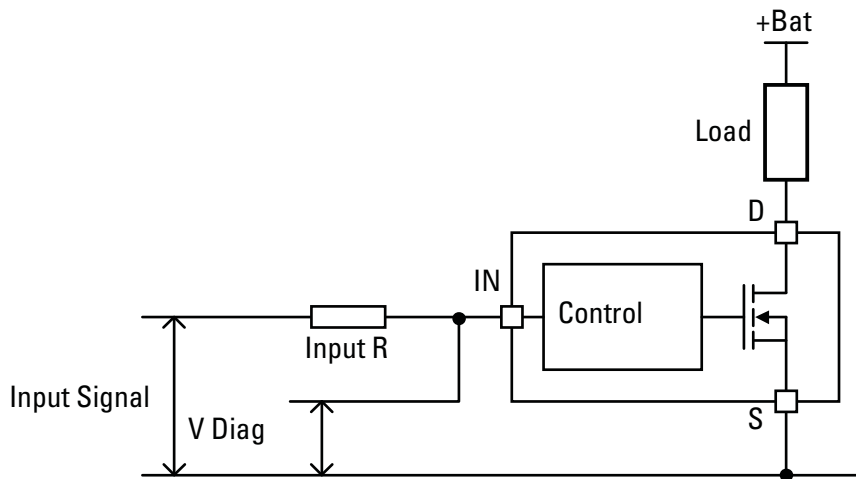 +Bat
Load
D
IN
Control
Input R
Input Signal
V Diag
S